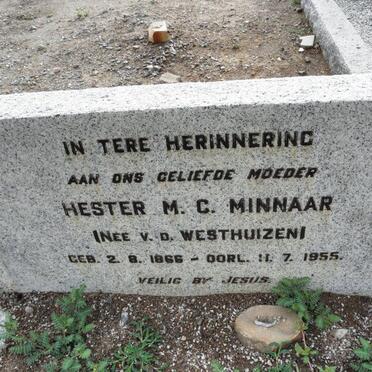 IN TERE HERINNERING
AAN ONS GELIEFDE MOEDER
HESTER M. C. MINNAAR
(NEE V. D. WESTHUIZEN)
GEB. 2. 8. 1866 - OORL. 11. 7. 1955.
VEILIG BY JESUS.